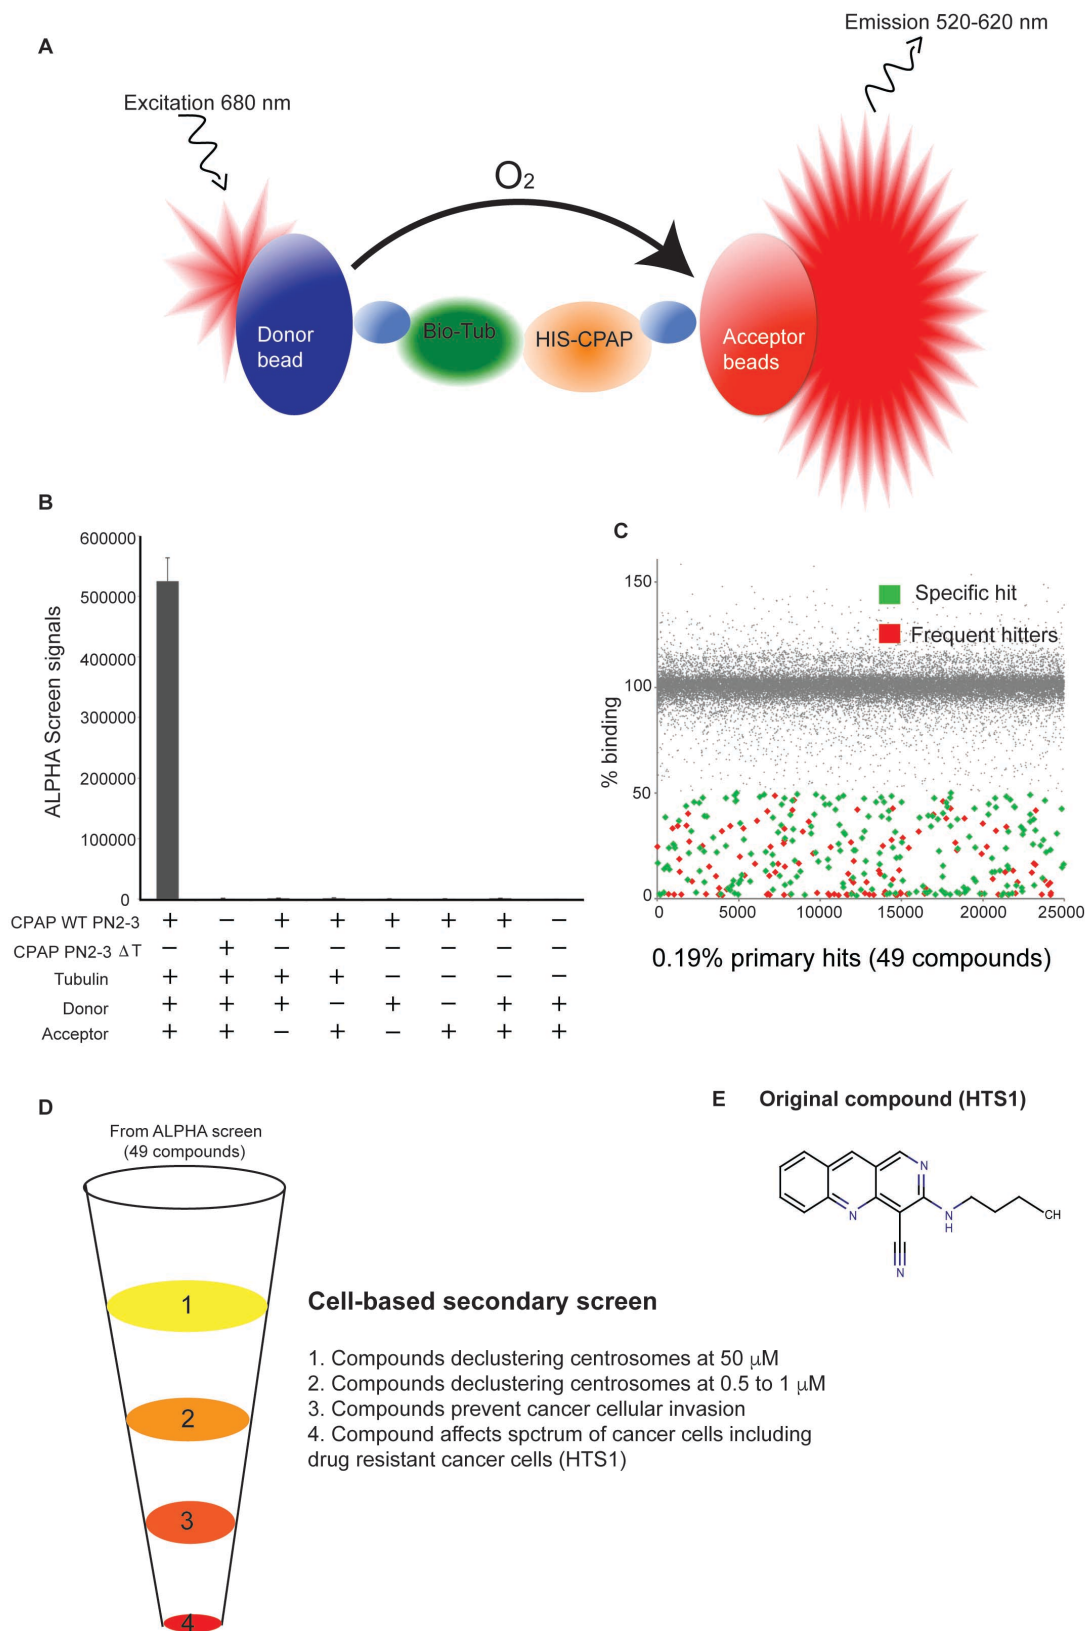 A
Excitation 680 nm
Emission 520-620 nm
O2
Donor
bead
Bio-Tub
HIS-CPAP
Acceptor
beads
B
ALPHA Screen signals
600000
500000
400000
300000
200000
100000
0
CPAP WT PN2-3 + − + + + + + −
CPAP PN2-3 ΔT − + − − − − − −
Tubulin + + + + − − − −
Donor + + + − + − + +
Acceptor + + − + − + + +
C
% binding
150
100
50
0
Specific hit
Frequent hitters
0 5000 10000 15000 20000 25000
0.19% primary hits (49 compounds)
D
From ALPHA screen
(49 compounds)
1
2
3
4
Cell-based secondary screen
1. Compounds declustering centrosomes at 50 μM
2. Compounds declustering centrosomes at 0.5 to 1 μM
3. Compounds prevent cancer cellular invasion
4. Compound affects spctrum of cancer cells including
drug resistant cancer cells (HTS1)
E Original compound (HTS1)
N
N
N
H
CH
N